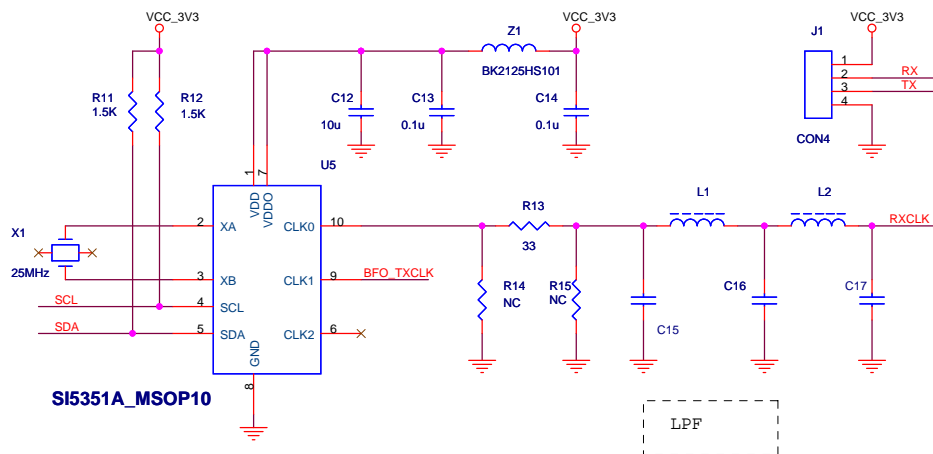 VCC_3V3
VCC_3V3
VCC_3V3
Z1
J1
BK2125HS101
R11
1.5K
R12
1.5K
C12
10u
C13
0.1u
C14
0.1u
1
2
3
4
RX
TX
CON4
U5
1
7
VDD
VDDO
X1
25MHz
2
XA
CLK0
10
R13
33
L1
L2
RXCLK
3
XB
CLK1
9
BFO_TXCLK
R14
NC
R15
NC
C15
C16
C17
SCL
4
SCL
SDA
5
SDA
CLK2
6
GND
8
SI5351A_MSOP10
LPF